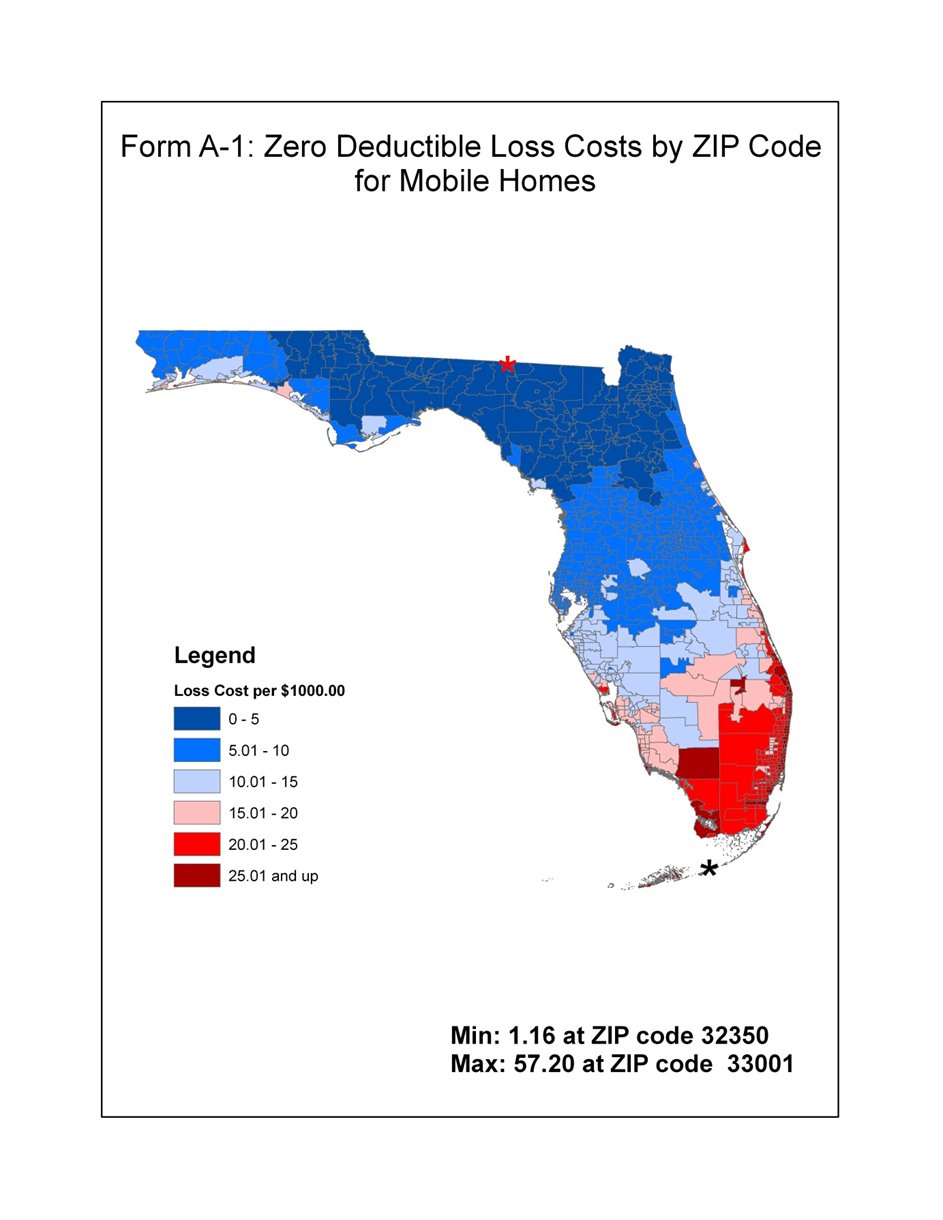 Form A-1: Zero Deductible Loss Costs by ZIP Code
for Mobile Homes
Legend
Loss Cost per $1000.00
0 - 5
5.01 - 10
10.01 - 15
15.01 - 20
20.01 - 25
25.01 and up
Min: 1.16 at ZIP code 32350
Max: 57.20 at ZIP code  33001